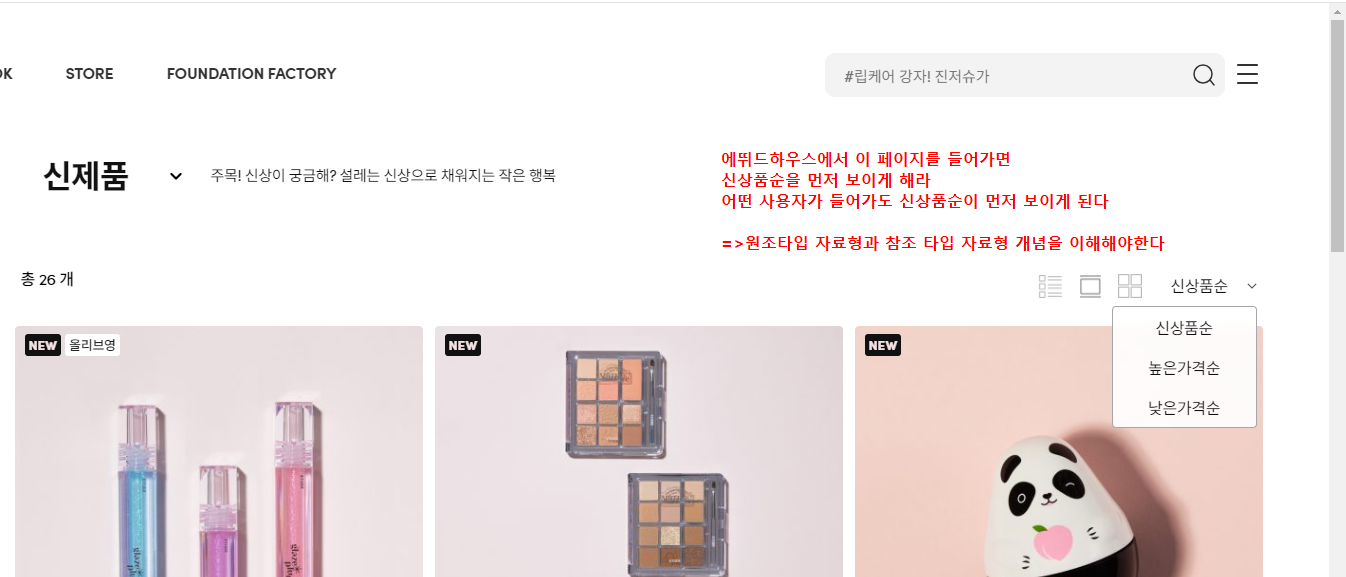 OK
STORE
FOUNDATION FACTORY
#립케어 강자! 진저슈가
신제품
주목! 신상이 궁금해? 설레는 신상으로 채워지는 작은 행복
에뛰드하우스에서 이 페이지를 들어가면
신상품순을 먼저 보이게 해라
어떤 사용자가 들어가도 신상품순이 먼저 보이게 된다
=>원조타입 자료형과 참조 타입 자료형 개념을 이해해야한다
총 26 개
신상품순
신상품순
높은가격순
낮은가격순
NEW
올리브영
NEW
NEW